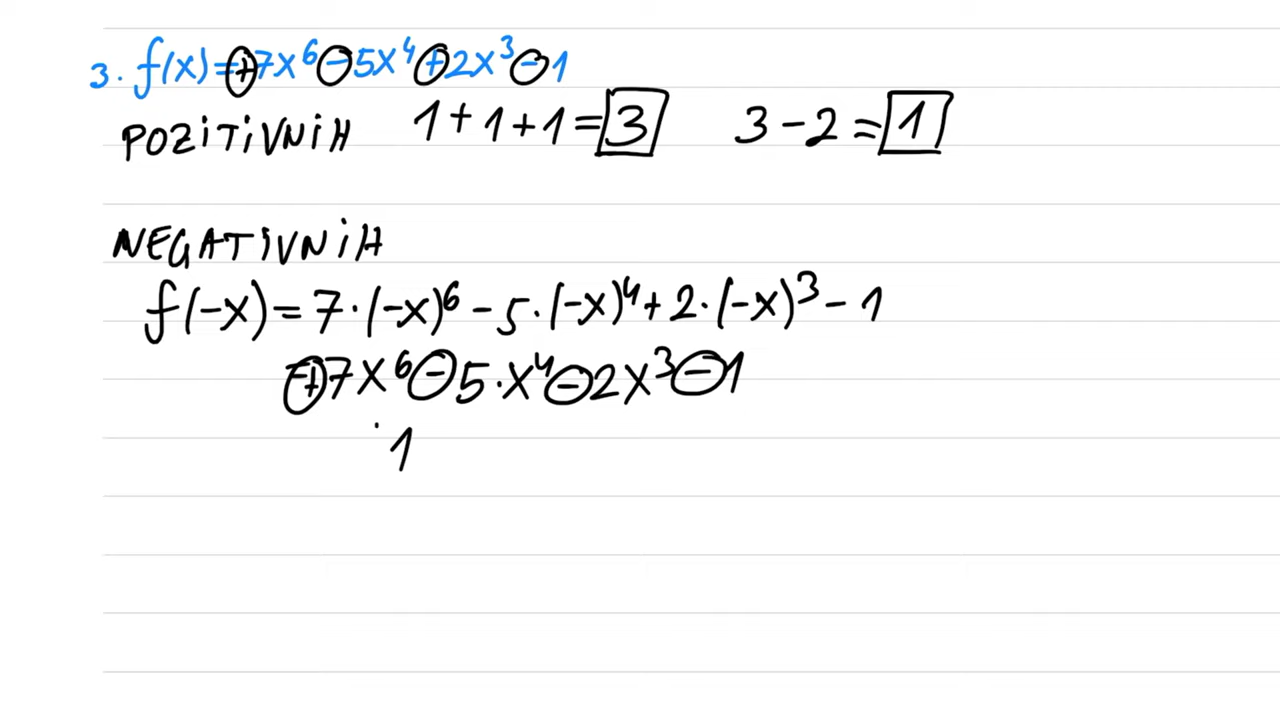 3. f(x)=+7x⁶-5x⁴+2x³-1
POZiTiVNiH 1+1+1=3 3-2=1
NEGATiVNiH
f(-x)=7·(-x)⁶-5·(-x)⁴+2·(-x)³-1
+7x⁶-5·x⁴-2x³-1
1